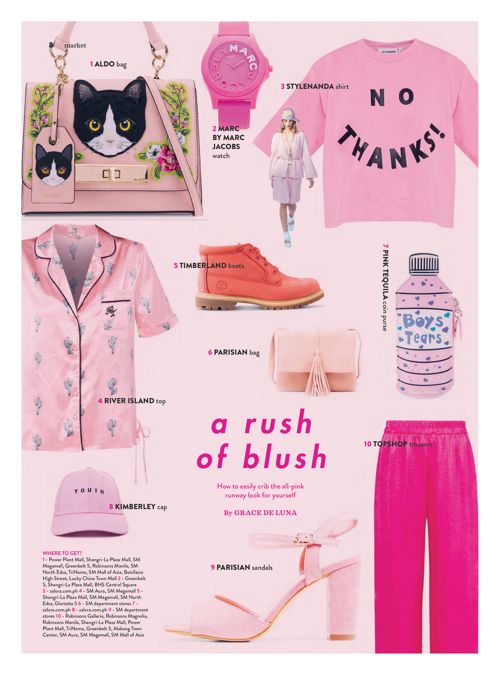 8 market
1 ALDO bag
2 MARC
BY MARC
JACOBS
watch
MARC
BY MARC
JACOBS
3 STYLENANDA shirt
NO
THANKS!
4 RIVER ISLAND top
5 TIMBERLAND boots
6 PARISIAN bag
7 PINK TEQUILA coin purse
Boys
Tears
a rush
of blush
How to easily crib the all-pink
runway look for yourself
By GRACE DE LUNA
YOUTH
8 KIMBERLEY cap
9 PARISIAN sandals
10 TOPSHOP trousers
WHERE TO GET?
1 - Power Plant Mall, Shangri-La Plaza Mall, SM
Megamall, Greenbelt 5, Robinsons Manila, SM
North Edsa, TriNoma, SM Mall of Asia, Bonifacio
High Street, Lucky China Town Mall 2 - Greenbelt
5, Shangri-La Plaza Mall, BHS Central Square
3 - zalora.com.ph 4 - SM Aura, SM Megamall 5 -
Shangri-La Plaza Mall, SM Megamall, SM North
Edsa, Glorietta 5 6 - SM department stores 7 -
zalora.com.ph 8 - zalora.com.ph 9 - SM department
stores 10 - Robinsons Galleria, Robinsons Magnolia,
Robinsons Manila, Shangri-La Plaza Mall, Power
Plant Mall, TriNoma, Greenbelt 3, Alabang Town
Center, SM Aura, SM Megamall, SM Mall of Asia